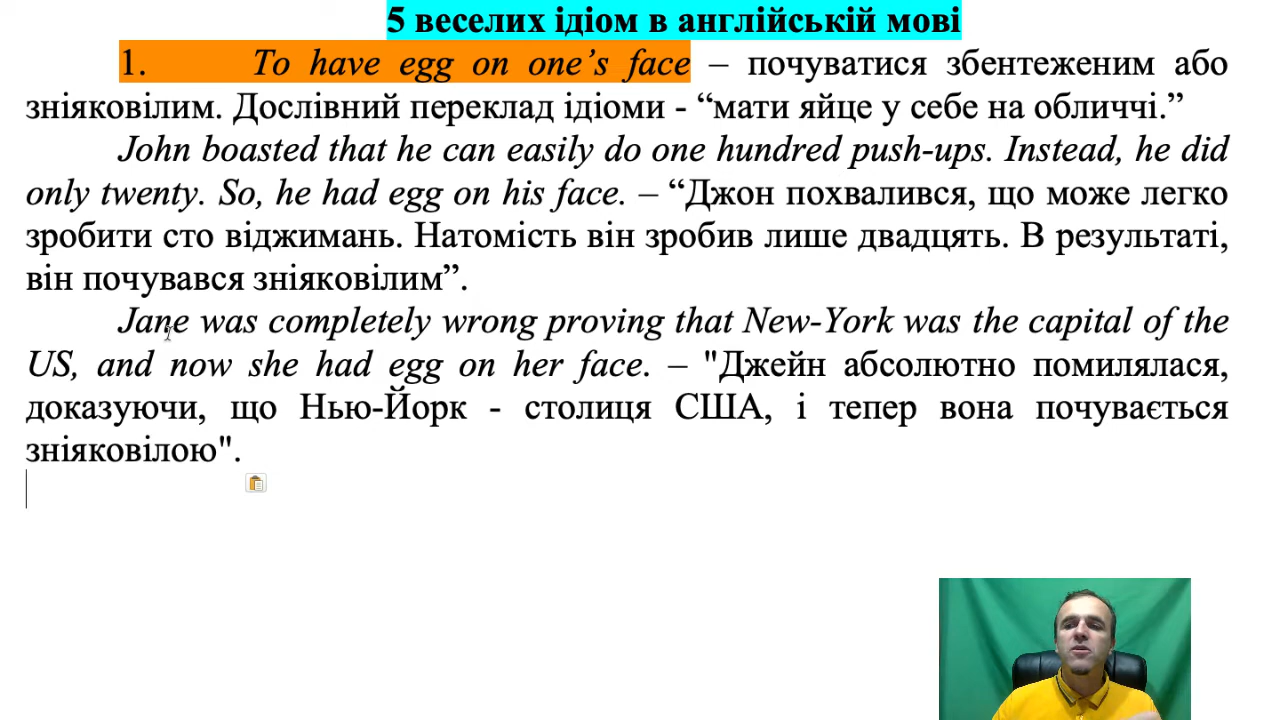 5 веселих ідіом в англійській мові
1. To have egg on one’s face – почуватися збентеженим або
зніяковілим. Дослівний переклад ідіоми - “мати яйце у себе на обличчі.”
John boasted that he can easily do one hundred push-ups. Instead, he did
only twenty. So, he had egg on his face. – “Джон похвалився, що може легко
зробити сто віджимань. Натомість він зробив лише двадцять. В результаті,
він почувався зніяковілим”.
Jane was completely wrong proving that New-York was the capital of the
US, and now she had egg on her face. – "Джейн абсолютно помилялася,
доказуючи, що Нью-Йорк - столиця США, і тепер вона почувається
зніяковілою".